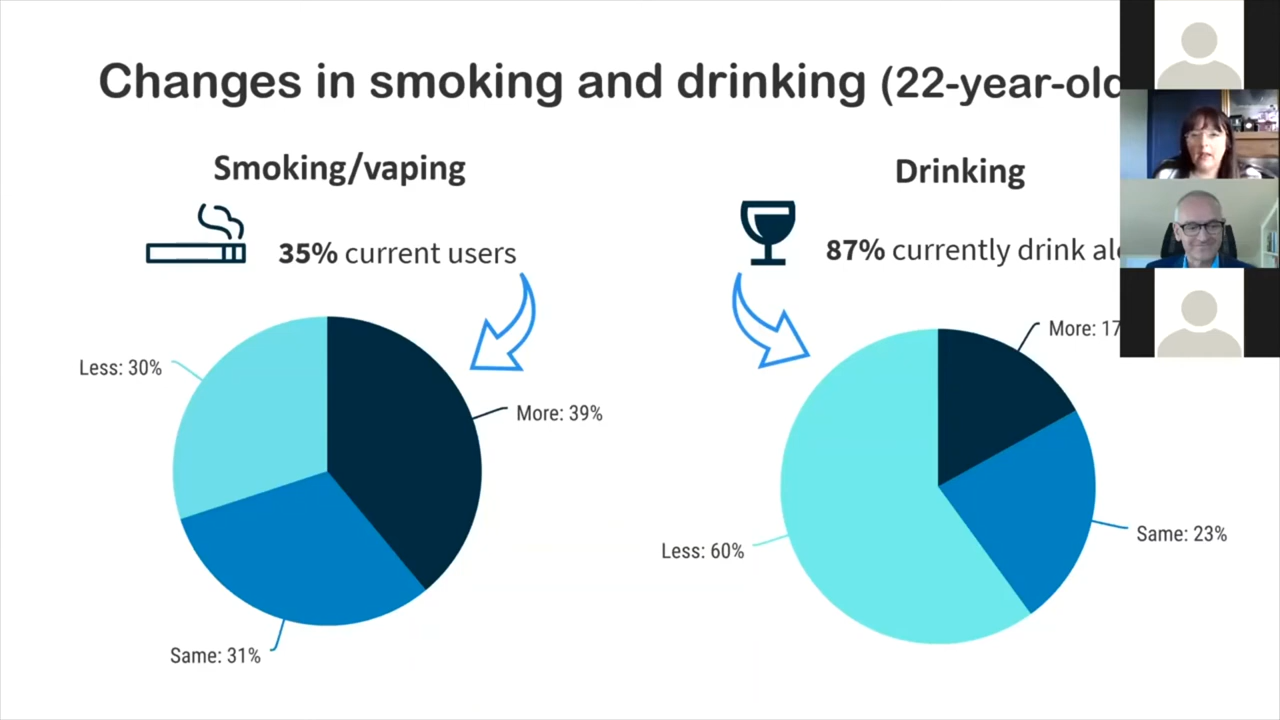 Changes in smoking and drinking (22-year-old
Smoking/vaping
35% current users
Less: 30%
More: 39%
Same: 31%
Drinking
87% currently drink
More: 17
Same: 23%
Less: 60%